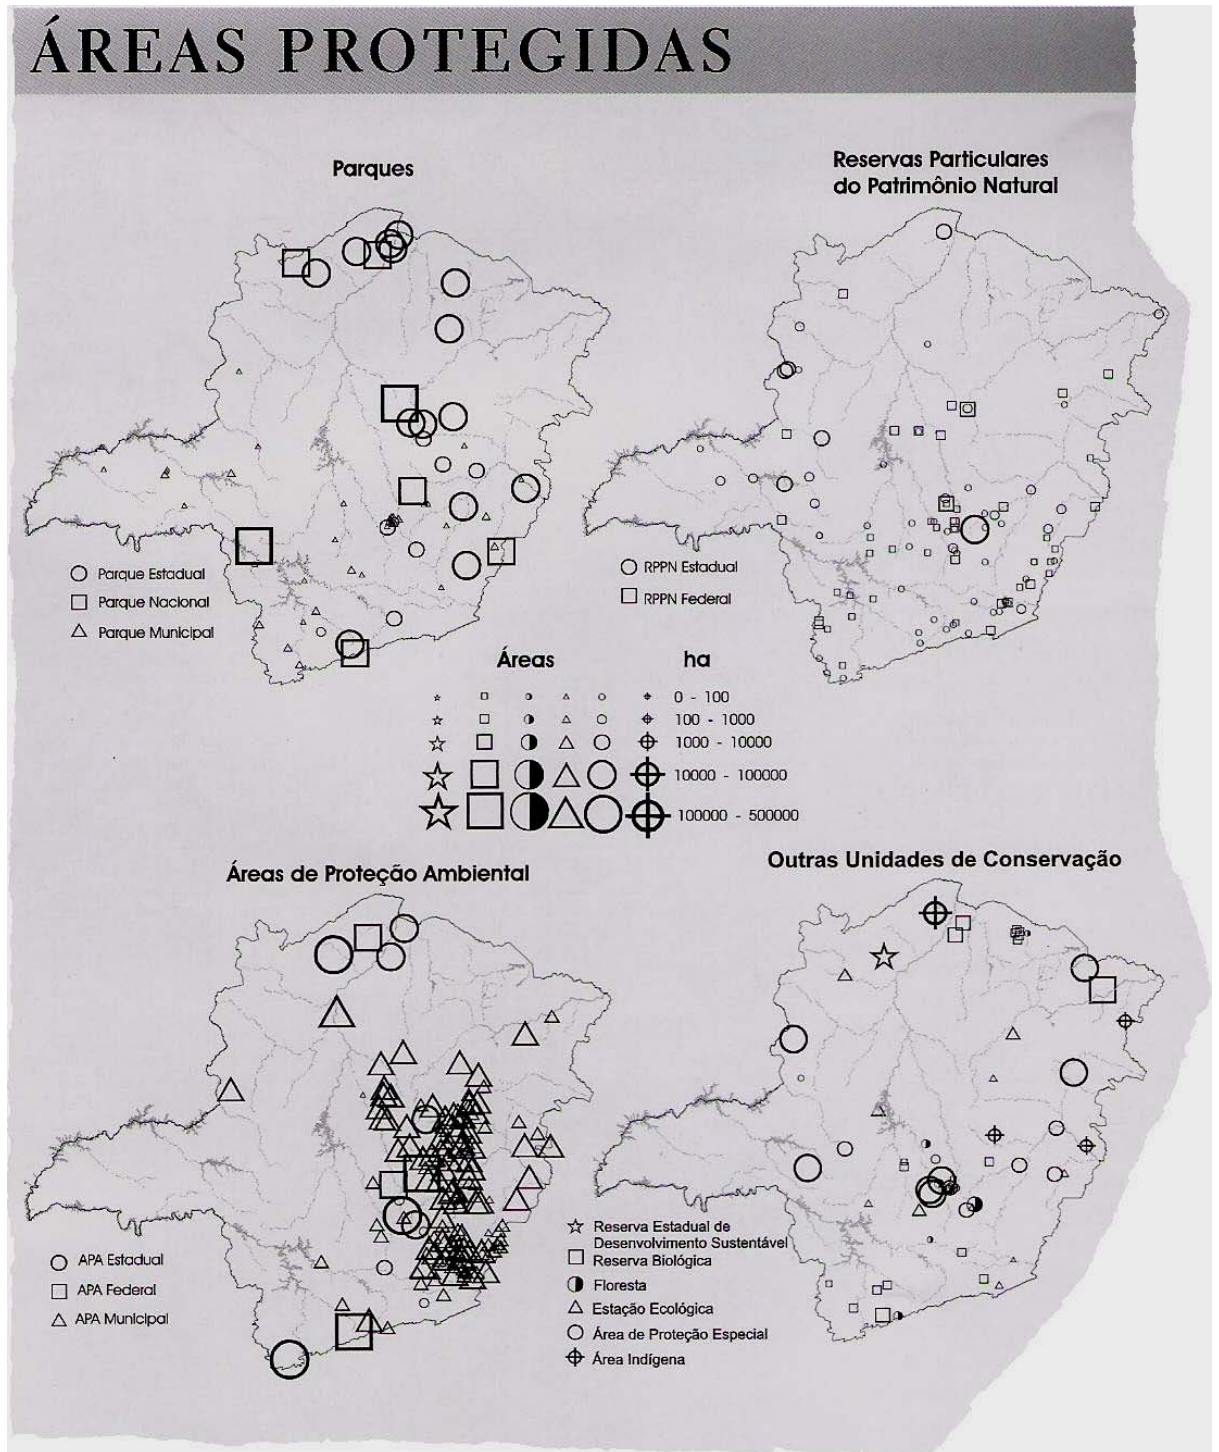 ÁREAS PROTEGIDAS
Parques
Parque Estadual
Parque Nacional
Parque Municipal
Reservas Particulares
do Patrimônio Natural
RPPN Estadual
RPPN Federal
Áreas ha
0 - 100
100 - 1000
1000 - 10000
10000 - 100000
100000 - 500000
Áreas de Proteção Ambiental
APA Estadual
APA Federal
APA Municipal
Outras Unidades de Conservação
Reserva Estadual de
Desenvolvimento Sustentável
Reserva Biológica
Floresta
Estação Ecológica
Área de Proteção Especial
Área Indígena